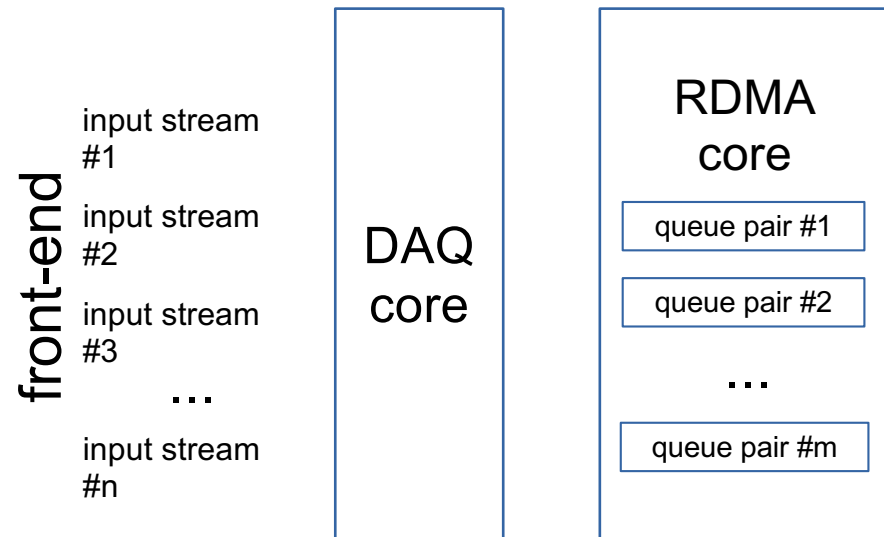 front-end
input stream
#1
input stream
#2
input stream
#3
...
input stream
#n
DAQ
core
RDMA
core
queue pair #1
queue pair #2
...
queue pair #m